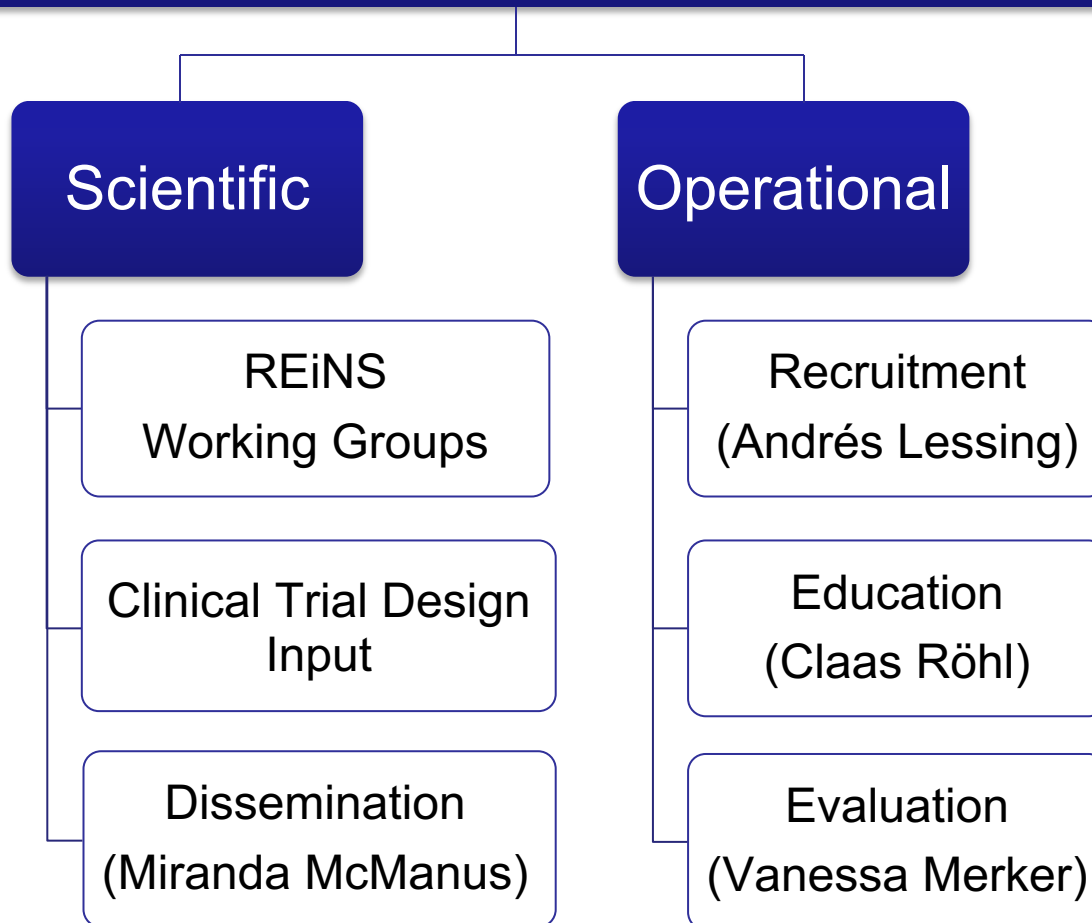 Scientific
REiNS
Working Groups
Clinical Trial Design
Input
Dissemination
(Miranda McManus)
Operational
Recruitment
(Andrés Lessing)
Education
(Claas Röhl)
Evaluation
(Vanessa Merker)